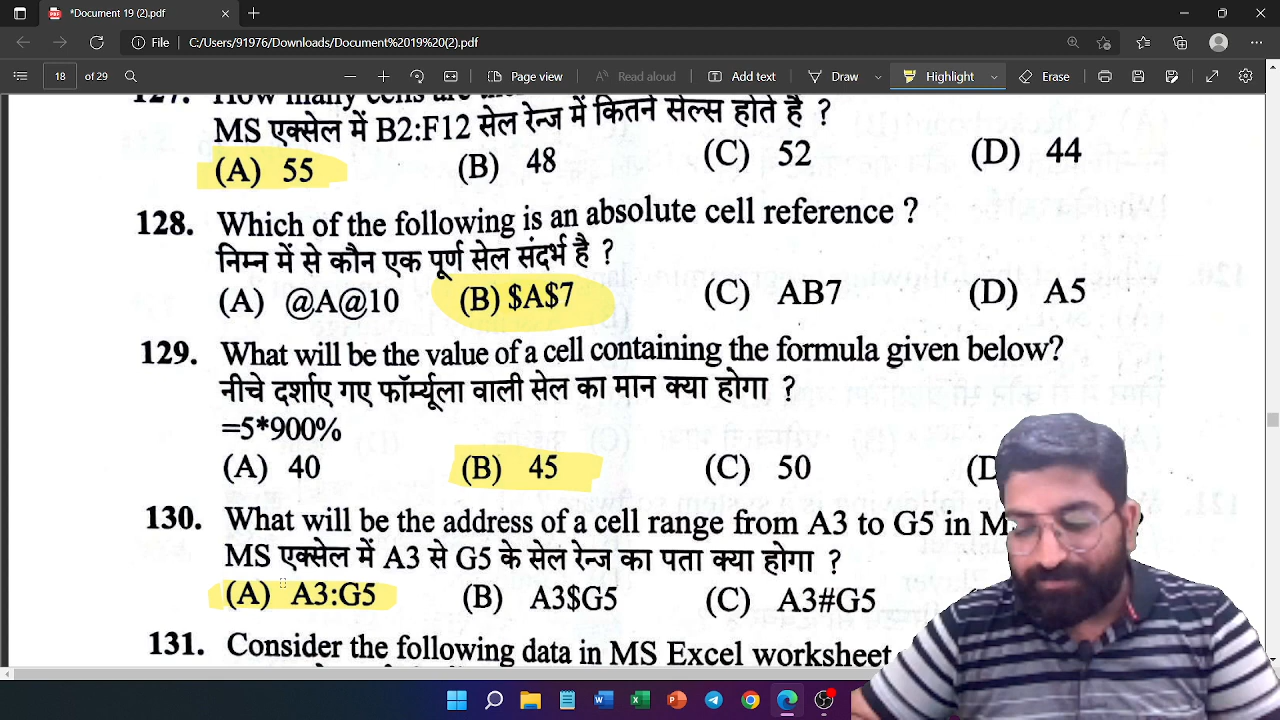 *Document 19 (2).pdf
File C:/Users/91976/Downloads/Document%2019%20(2).pdf
18 of 29 Page view Read aloud Add text Draw Highlight Erase
127. How many cells are
MS एक्सेल में B2:F12 सेल रेन्ज में कितने सेल्स होते है ?
(A) 55 (B) 48 (C) 52 (D) 44
128. Which of the following is an absolute cell reference ?
निम्न में से कौन एक पूर्ण सेल संदर्भ है ?
(A) @A@10 (B) $A$7 (C) AB7 (D) A5
129. What will be the value of a cell containing the formula given below?
नीचे दर्शाए गए फॉर्म्यूला वाली सेल का मान क्या होगा ?
=5*900%
(A) 40 (B) 45 (C) 50 (D
130. What will be the address of a cell range from A3 to G5 in M ?
MS एक्सेल में A3 से G5 के सेल रेन्ज का पता क्या होगा ?
(A) A3:G5 (B) A3$G5 (C) A3#G5
131. Consider the following data in MS Excel worksheet